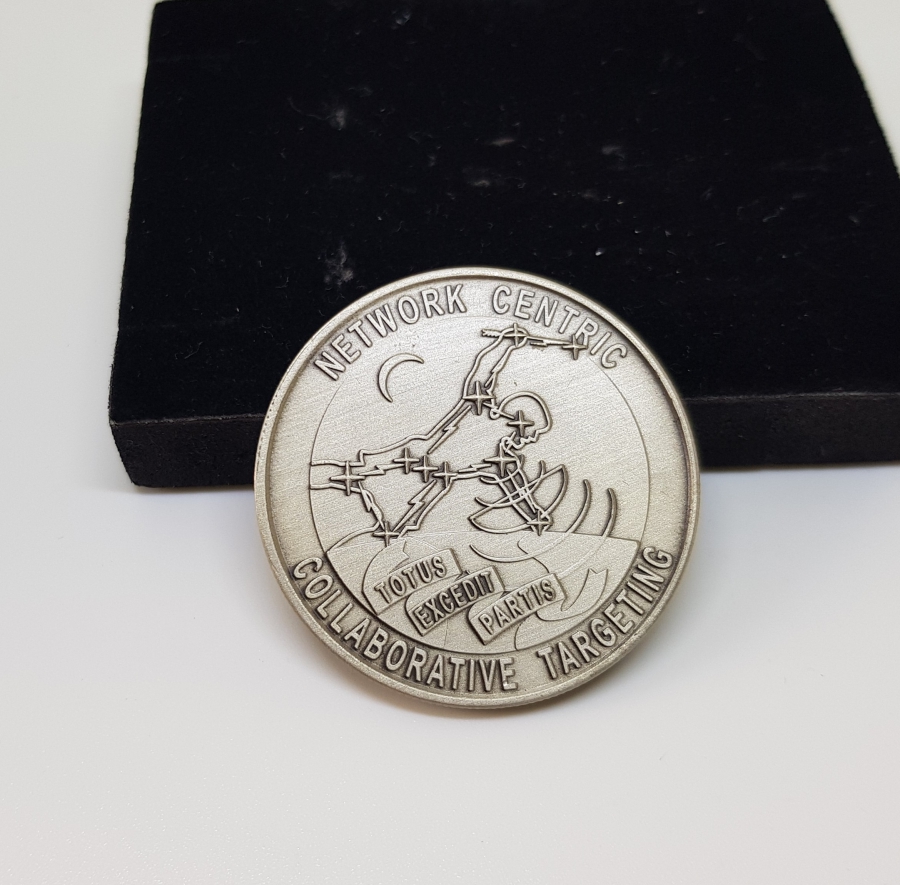 NETWORK CENTRIC
TOTUS
EXCEDIT
PARTIS
COLLABORATIVE TARGETING